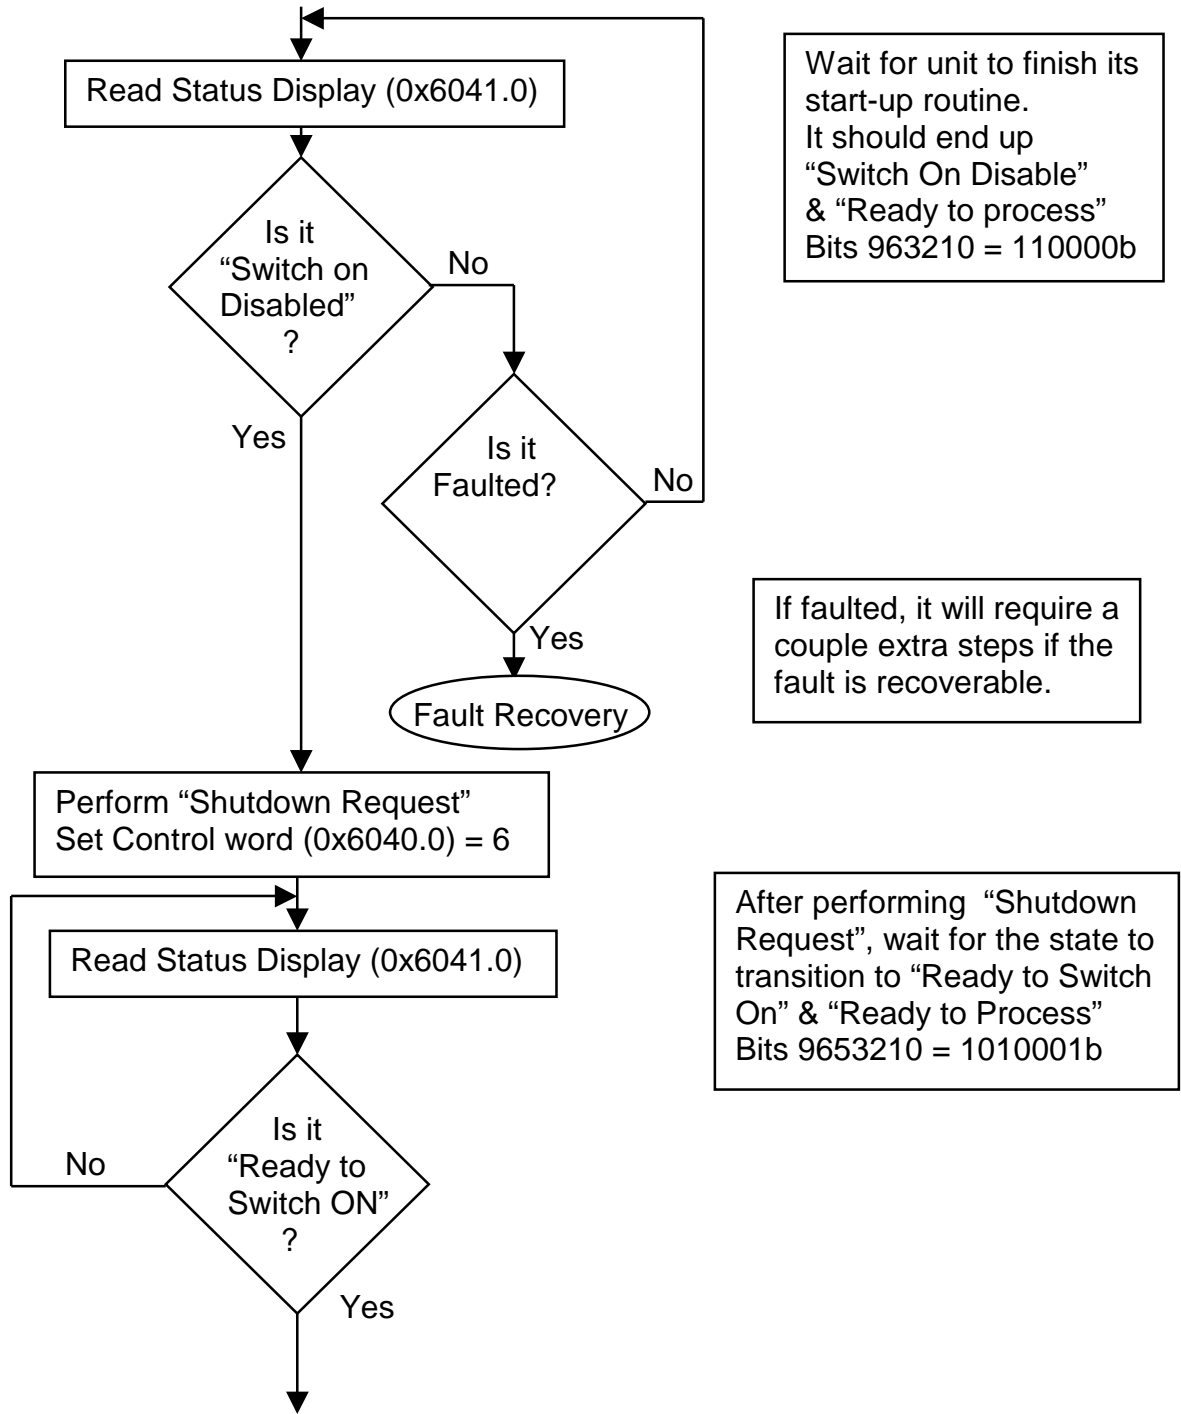 Read Status Display (0x6041.0)
Wait for unit to finish its
start-up routine.
It should end up
“Switch On Disable”
& “Ready to process”
Bits 963210 = 110000b
Is it
“Switch on
Disabled”
?
No
Yes
Is it
Faulted?
No
Yes
Fault Recovery
If faulted, it will require a
couple extra steps if the
fault is recoverable.
Perform “Shutdown Request”
Set Control word (0x6040.0) = 6
Read Status Display (0x6041.0)
After performing “Shutdown
Request”, wait for the state to
transition to “Ready to Switch
On” & “Ready to Process”
Bits 9653210 = 1010001b
Is it
“Ready to
Switch ON”
?
No
Yes